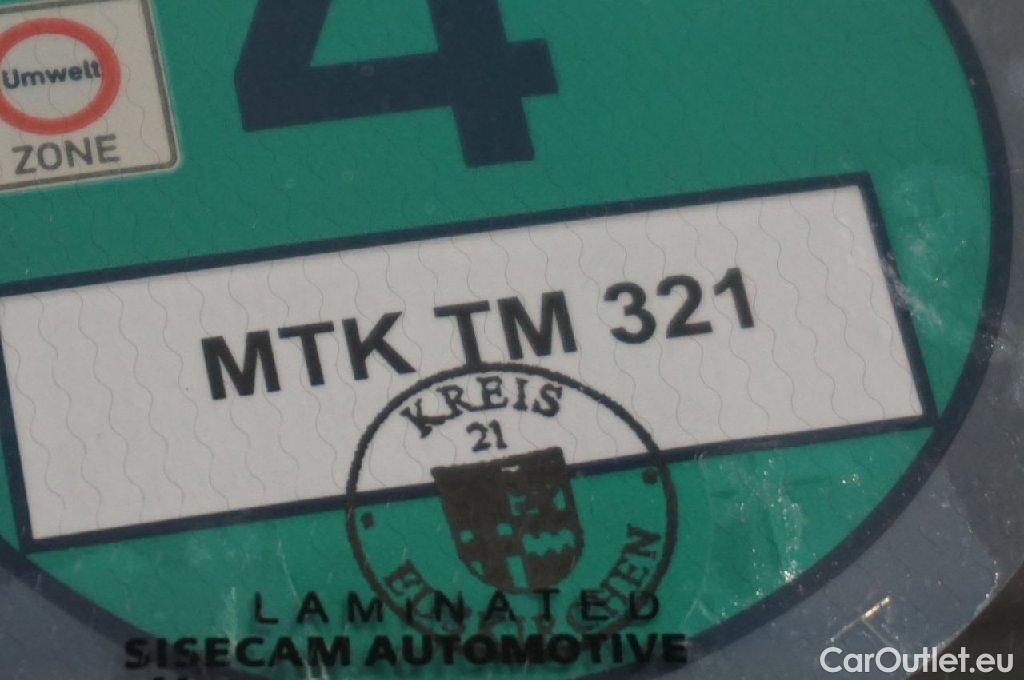 4
Umwelt
ZONE
MTK TM 321
KREIS
21
LAMINATED
SISECAM AUTOMOTIVE
CarOutlet.eu